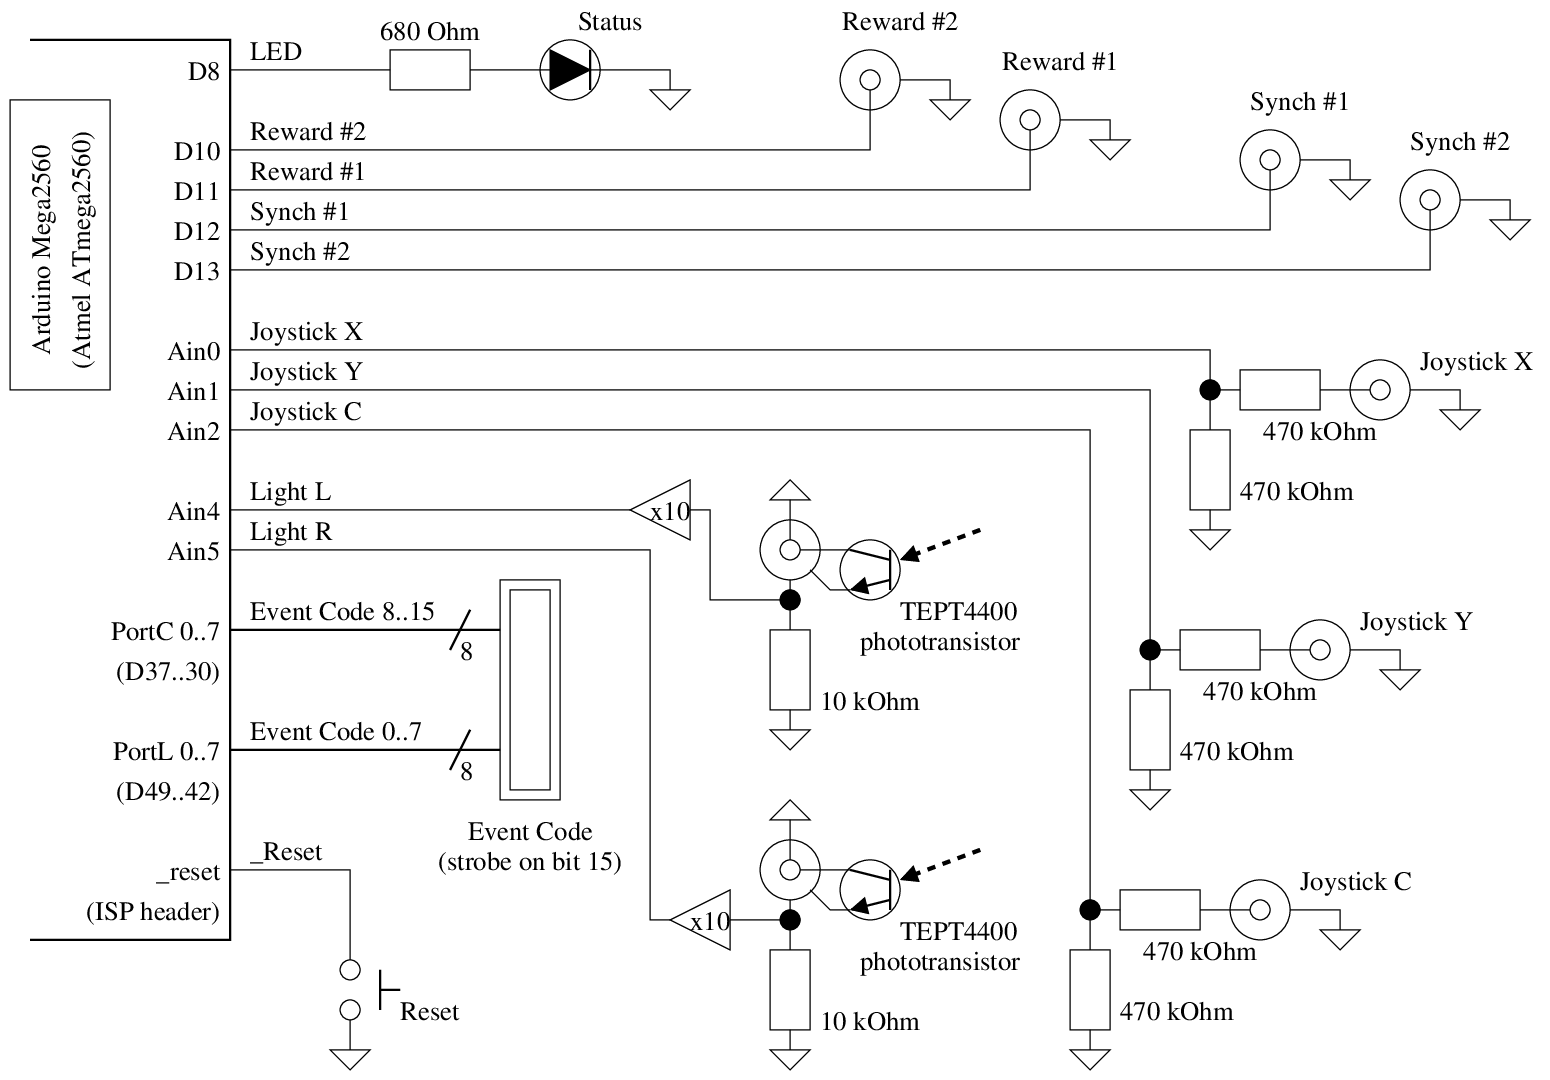 680 Ohm
Status
Reward #2
Reward #1
Synch #1
Synch #2
LED
D8
Reward #2
D10
Reward #1
D11
Synch #1
D12
Synch #2
D13
Arduino Mega2560
(Atmel ATmega2560)
Joystick X
Ain0
Joystick Y
Ain1
Joystick C
Ain2
Joystick X
470 kOhm
470 kOhm
Light L
Ain4
x10
Light R
Ain5
TEPT4400
phototransistor
10 kOhm
Event Code 8..15
PortC 0..7
8
(D37..30)
Joystick Y
470 kOhm
470 kOhm
Event Code 0..7
PortL 0..7
8
(D49..42)
Event Code
(strobe on bit 15)
_Reset
_reset
(ISP header)
Reset
x10
TEPT4400
phototransistor
10 kOhm
Joystick C
470 kOhm
470 kOhm